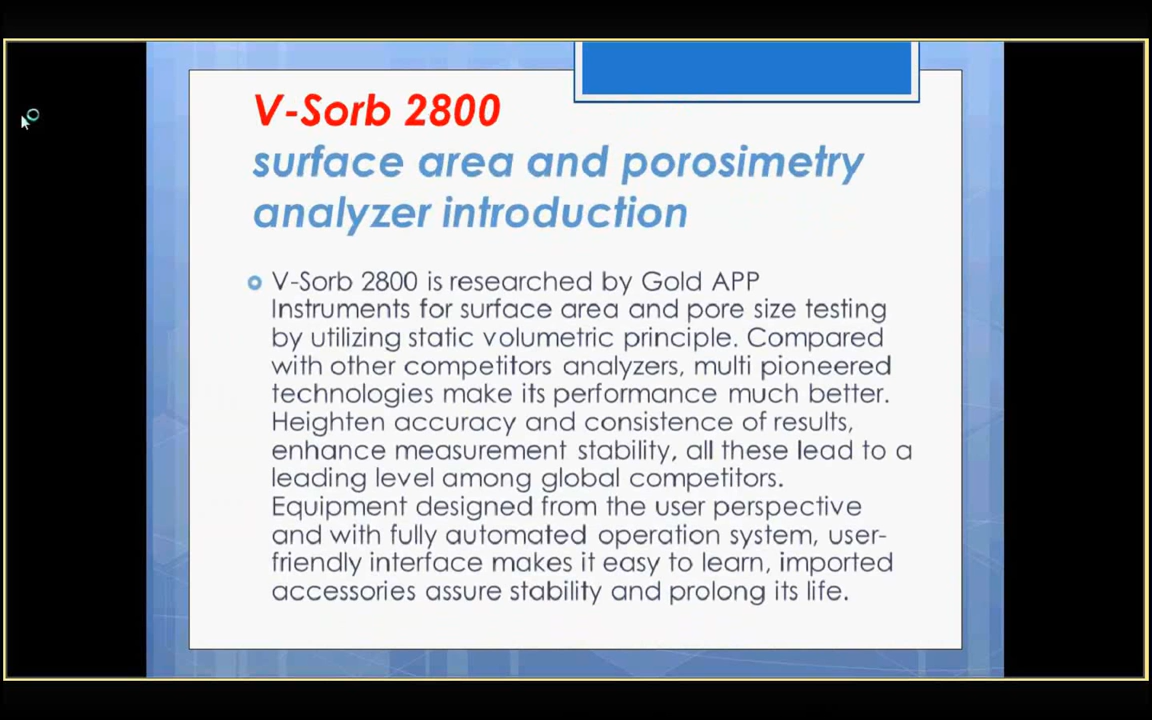 V-Sorb 2800
surface area and porosimetry
analyzer introduction
V-Sorb 2800 is researched by Gold APP
Instruments for surface area and pore size testing
by utilizing static volumetric principle. Compared
with other competitors analyzers, multi pioneered
technologies make its performance much better.
Heighten accuracy and consistence of results,
enhance measurement stability, all these lead to a
leading level among global competitors.
Equipment designed from the user perspective
and with fully automated operation system, user-
friendly interface makes it easy to learn, imported
accessories assure stability and prolong its life.